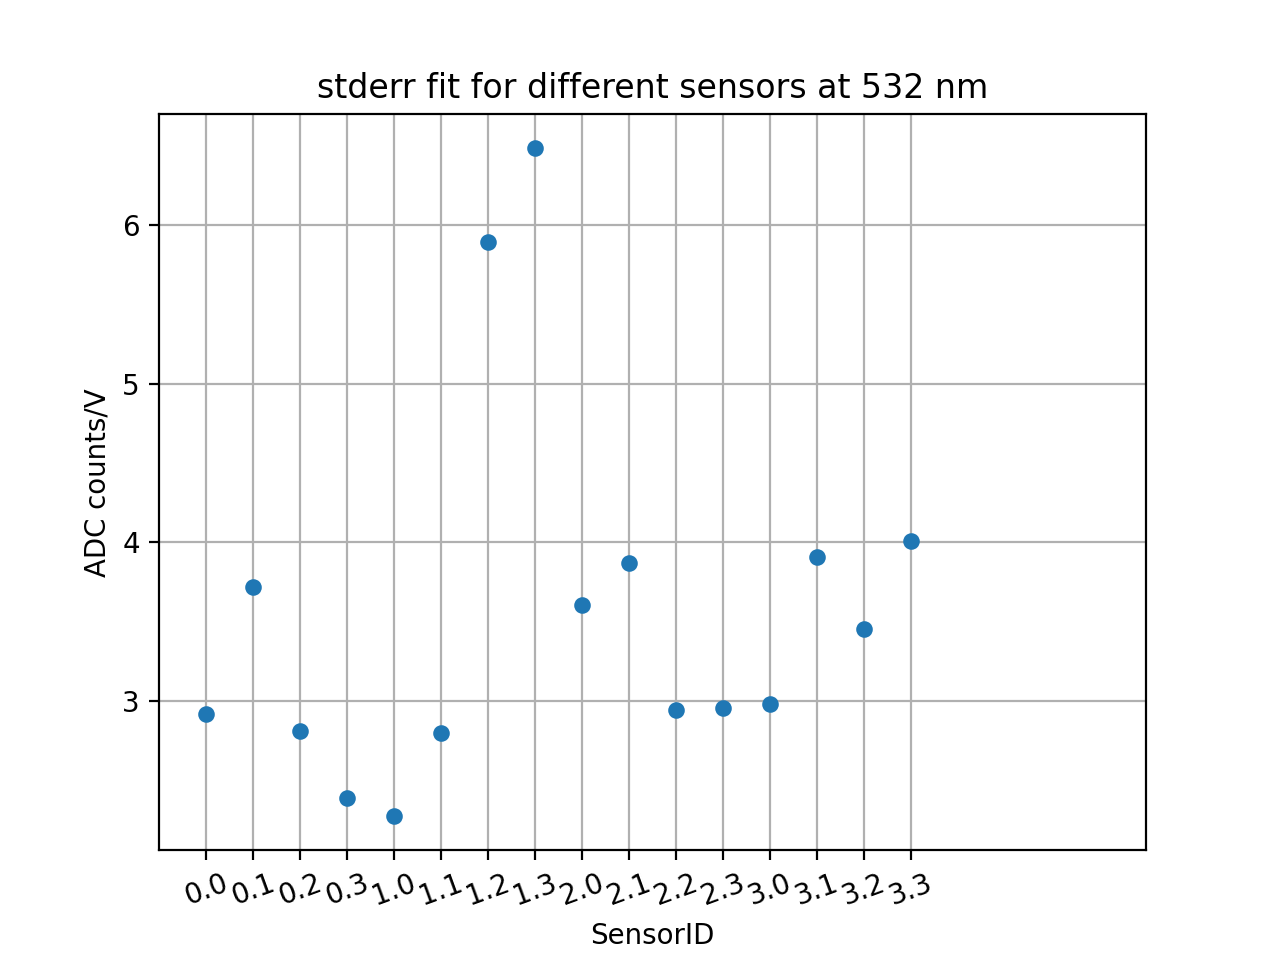 stderr fit for different sensors at 532 nm
ADC counts/V
6
5
4
3
0.0 0.1 0.2 0.3 1.0 1.1 1.2 1.3 2.0 2.1 2.2 2.3 3.0 3.1 3.2 3.3
SensorID